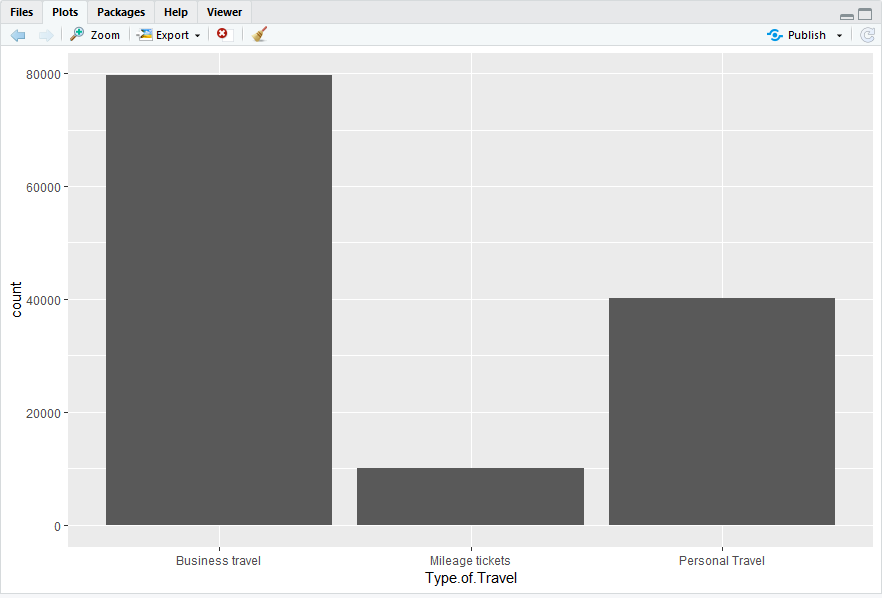 Files Plots Packages Help Viewer
Zoom Export Publish
80000
60000
40000
20000
0
count
Business travel Mileage tickets Personal Travel
Type.of.Travel